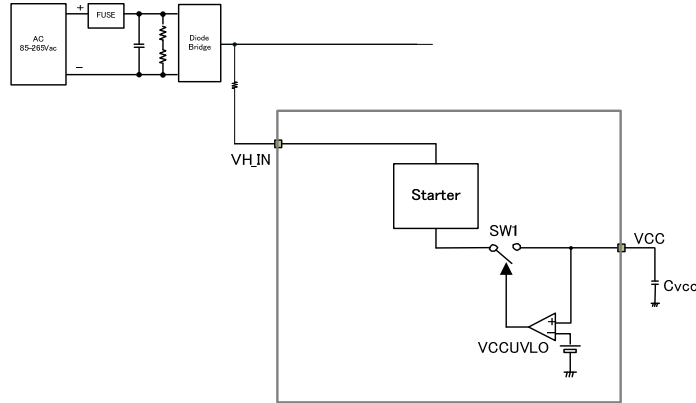 +
FUSE
AC
85-265Vac
−
Diode
Bridge
VH_IN
Starter
SW1
VCC
Cvcc
+
−
VCCUVLO